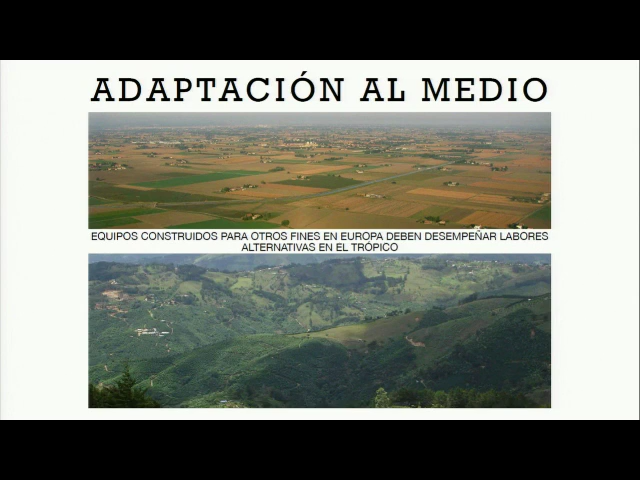 ADAPTACIÓN AL MEDIO
EQUIPOS CONSTRUIDOS PARA OTROS FINES EN EUROPA DEBEN DESEMPEÑAR LABORES
ALTERNATIVAS EN EL TRÓPICO